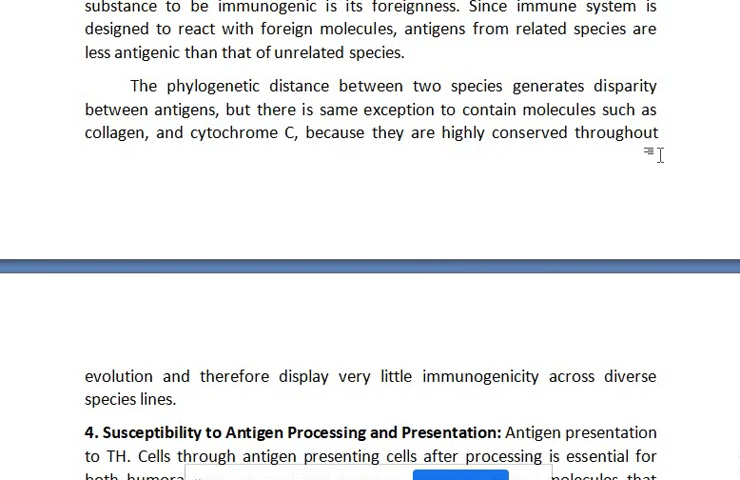 substance to be immunogenic is its foreignness. Since immune system is
designed to react with foreign molecules, antigens from related species are
less antigenic than that of unrelated species.
The phylogenetic distance between two species generates disparity
between antigens, but there is same exception to contain molecules such as
collagen, and cytochrome C, because they are highly conserved throughout
evolution and therefore display very little immunogenicity across diverse
species lines.
4. Susceptibility to Antigen Processing and Presentation: Antigen presentation
to TH. Cells through antigen presenting cells after processing is essential for
both humora
molecules that